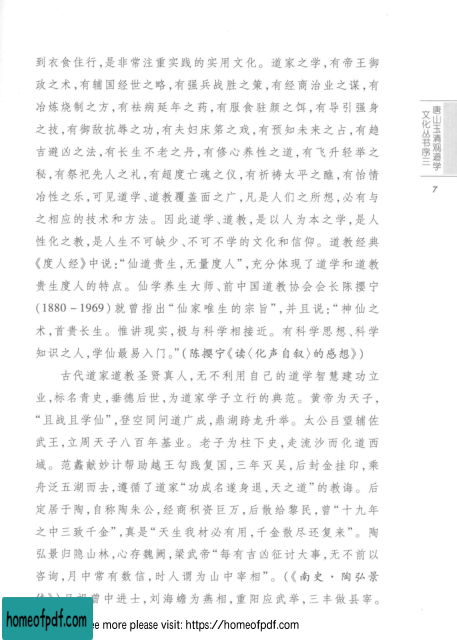 到衣食住行，是非常注重实践的实用文化。道家之学，有帝王御
政之术，有辅国经世之略，有强兵战胜之策，有经商治业之谋，有
冶炼烧制之方，有祛病延年之药，有服食驻颜之饵，有导引强身
之技，有御敌抗辱之功，有夫妇床第之戏，有预知未来之占，有趋
吉避凶之法，有长生不老之丹，有修心养性之道，有飞升轻举之
秘，有祭祀先人之礼，有超度亡魂之仪，有祈祷太平之醮，有怡情
冶性之乐，可见道学、道教覆盖面之广，凡是人们之所想，必有与
之相应的技术和方法。因此道学、道教，是以人为本之学，是人
性化之教，是人生不可缺少、不可不学的文化和信仰。道教经典
《度人经》中说：“仙道贵生，无量度人”，充分体现了道学和道教
贵生度人的特点。仙学养生大师、前中国道教协会会长陈撄宁
(1880－1969)就曾指出“仙家唯生的宗旨”，并且说：“神仙之
术，首贵长生。惟讲现实，极与科学相接近。有科学思想、科学
知识之人，学仙最易入门。”(陈撄宁《读〈化声自叙〉的感想》)
古代道家道教圣贤真人，无不利用自己的道学智慧建功立
业，标名青史，垂德后世，为道家学子立行的典范。黄帝为天子，
“且战且学仙”，登空同问道广成，鼎湖跨龙升举。太公吕望辅佐
武王，立周天子八百年基业。老子为柱下史，走流沙而化道西
域。范蠡献妙计帮助越王勾践复国，三年灭吴，后封金挂印，乘
舟泛五湖而去，遵循了道家“功成名遂身退，天之道”的教诲。后
定居于陶，自称陶朱公，经商积资巨万，后散给黎民，曾“十九年
之中三致千金”，真是“天生我材必有用，千金散尽还复来”。陶
弘景归隐山林，心存魏阙，梁武帝“每有吉凶征讨大事，无不前以
咨询，月中常有数信，时人谓为山中宰相”。(《南史·陶弘景
曾中进士，刘海蟾为燕相，重阳应武举，三丰做县宰。
唐山玉清观道学
文化丛书序三
7
homeofpdf.com
ee more please visit: https://homeofpdf.com